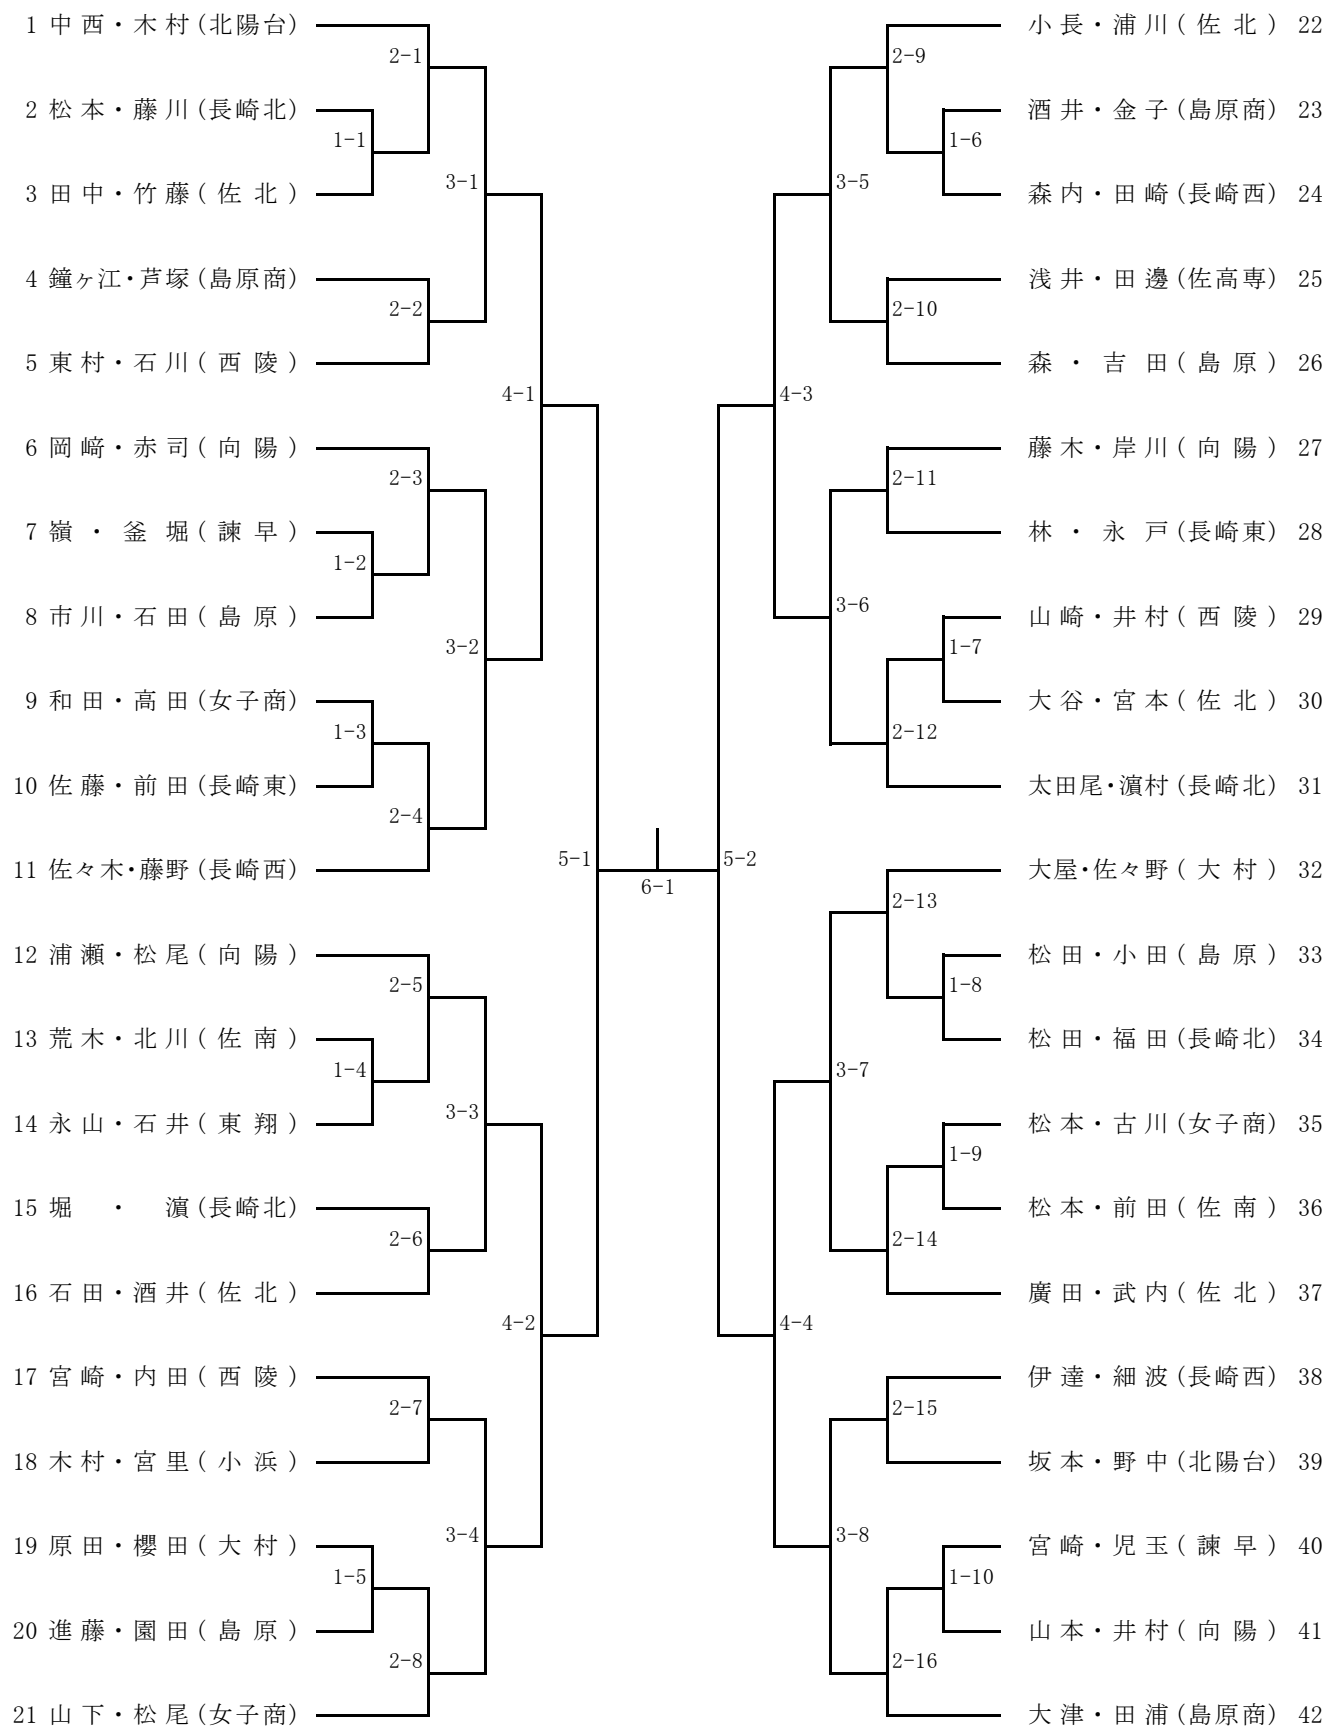 1 中西・木村(北陽台)
2-1
2 松本・藤川(長崎北)
1-1
3 田中・竹藤(佐北)
3-1
4 鐘ヶ江・芦塚(島原商)
2-2
5 東村・石川(西陵)
4-1
6 岡﨑・赤司(向陽)
2-3
7 嶺・釜堀(諫早)
1-2
8 市川・石田(島原)
3-2
9 和田・高田(女子商)
1-3
10 佐藤・前田(長崎東)
2-4
11 佐々木・藤野(長崎西)
5-1
12 浦瀬・松尾(向陽)
2-5
13 荒木・北川(佐南)
1-4
14 永山・石井(東翔)
3-3
15 堀・濵(長崎北)
2-6
16 石田・酒井(佐北)
4-2
17 宮崎・内田(西陵)
2-7
18 木村・宮里(小浜)
3-4
19 原田・櫻田(大村)
1-5
20 進藤・園田(島原)
2-8
21 山下・松尾(女子商)
6-1
小長・浦川(佐北) 22
2-9
酒井・金子(島原商) 23
1-6
森内・田崎(長崎西) 24
3-5
浅井・田邊(佐高専) 25
2-10
森・吉田(島原) 26
4-3
藤木・岸川(向陽) 27
2-11
林・永戸(長崎東) 28
3-6
山崎・井村(西陵) 29
1-7
大谷・宮本(佐北) 30
2-12
太田尾・濵村(長崎北) 31
5-2
大屋・佐々野(大村) 32
2-13
松田・小田(島原) 33
1-8
松田・福田(長崎北) 34
3-7
松本・古川(女子商) 35
1-9
松本・前田(佐南) 36
2-14
廣田・武内(佐北) 37
4-4
伊達・細波(長崎西) 38
2-15
坂本・野中(北陽台) 39
3-8
宮崎・児玉(諫早) 40
1-10
山本・井村(向陽) 41
2-16
大津・田浦(島原商) 42